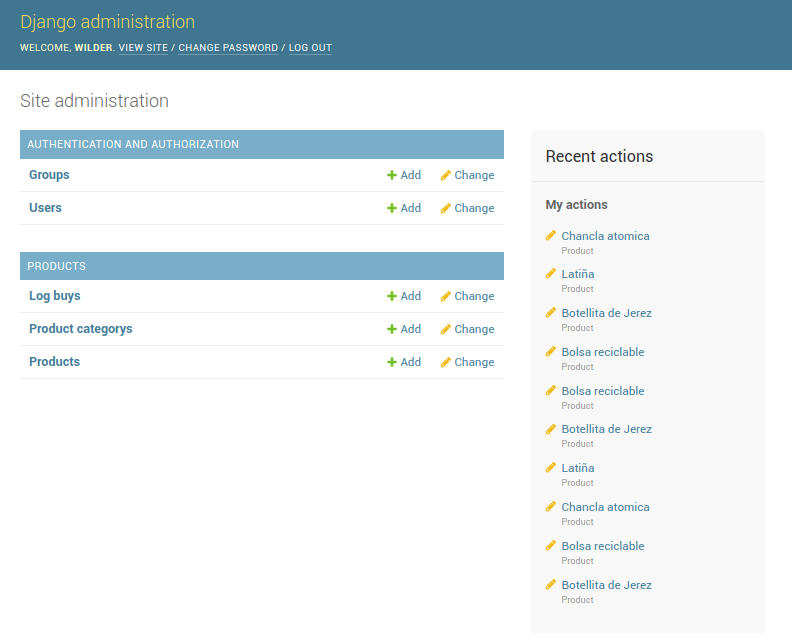 Django administration
WELCOME, WILDER. VIEW SITE / CHANGE PASSWORD / LOG OUT
Site administration
AUTHENTICATION AND AUTHORIZATION
Groups Add Change
Users Add Change
PRODUCTS
Log buys Add Change
Product categorys Add Change
Products Add Change
Recent actions
My actions
Chancla atomica
Product
Latiña
Product
Botellita de Jerez
Product
Bolsa reciclable
Product
Bolsa reciclable
Product
Botellita de Jerez
Product
Latiña
Product
Chancla atomica
Product
Bolsa reciclable
Product
Botellita de Jerez
Product